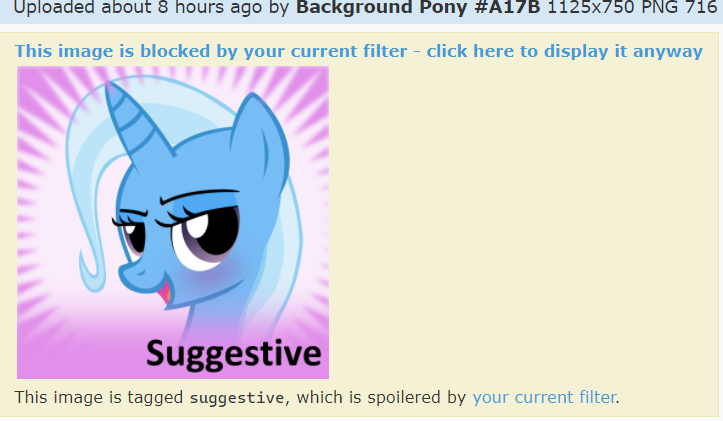 Uploaded about 8 hours ago by Background Pony #A17B 1125x750 PNG 716
This image is blocked by your current filter - click here to display it anyway
Suggestive
This image is tagged suggestive, which is spoilered by your current filter.